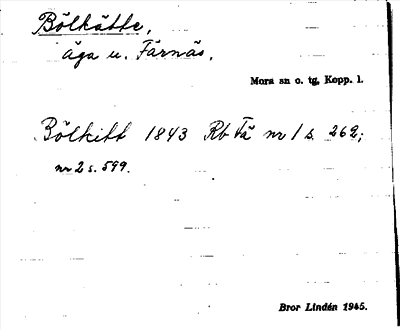 Bölkätte,
äga u. Färnäs.
Mora sn o. tg, Kopp. l.
Bölkitt 1843 Rb Fä nr 1 s. 262;
nr 2 s. 599.
Bror Lindén 1945.